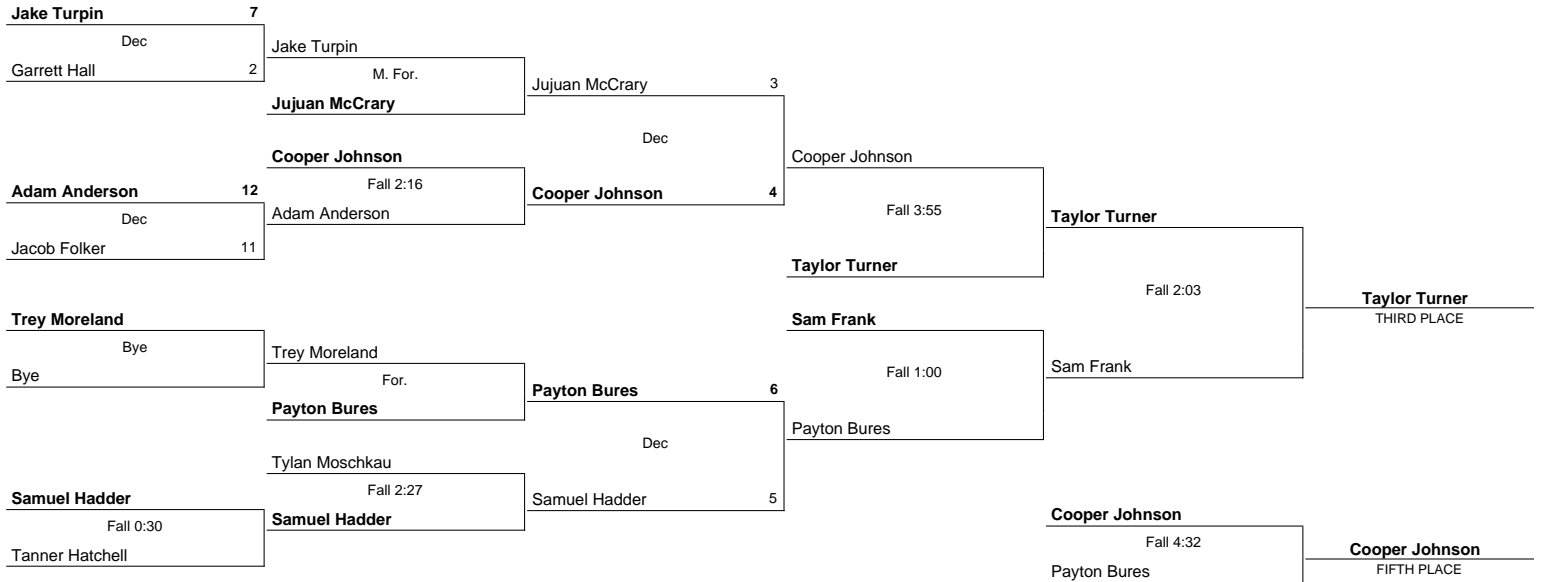 Jake Turpin 7
Dec
Garrett Hall 2
Adam Anderson 12
Dec
Jacob Folker 11
Trey Moreland
Bye
Bye
Samuel Hadder
Fall 0:30
Tanner Hatchell
Jake Turpin
M. For.
Jujuan McCrary
Cooper Johnson
Fall 2:16
Adam Anderson
Trey Moreland
For.
Payton Bures
Tylan Moschkau
Fall 2:27
Samuel Hadder
Jujuan McCrary 3
Dec
Cooper Johnson 4
Payton Bures 6
Dec
Samuel Hadder 5
Cooper Johnson
Fall 3:55
Taylor Turner
Sam Frank
Fall 1:00
Payton Bures
Taylor Turner
Fall 2:03
Sam Frank
Taylor Turner
THIRD PLACE
Cooper Johnson
Fall 4:32
Payton Bures
Cooper Johnson
FIFTH PLACE